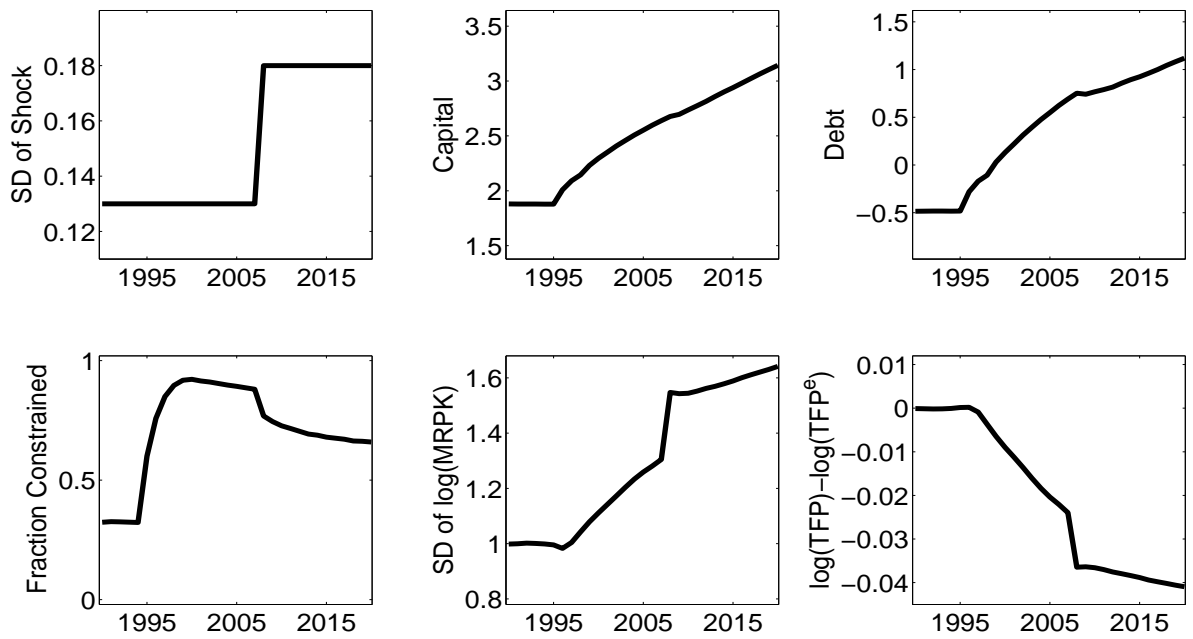 SD of Shock
0.18
0.16
0.14
0.12
1995 2005 2015
Capital
3.5
3
2.5
2
1.5
1995 2005 2015
Debt
1.5
1
0.5
0
−0.5
1995 2005 2015
Fraction Constrained
1
0.5
0
1995 2005 2015
SD of log(MRPK)
1.6
1.4
1.2
1
0.8
1995 2005 2015
log(TFP)−log(TFPᵉ)
0.01
0
−0.01
−0.02
−0.03
−0.04
1995 2005 2015